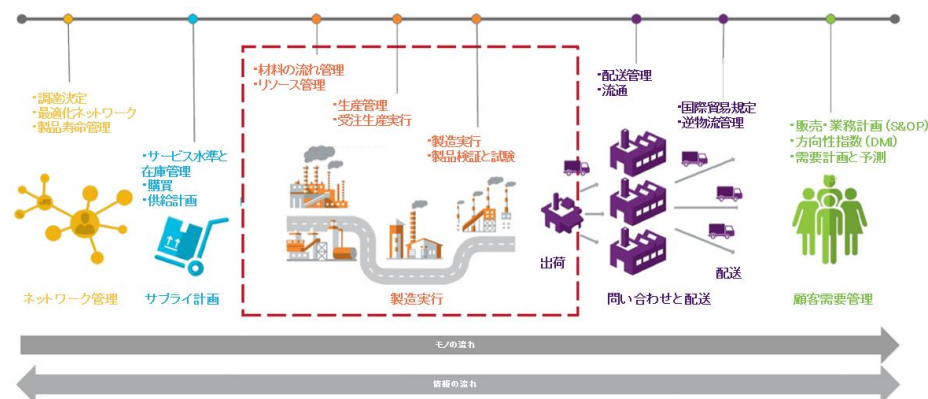 ・調達決定
・最適化ネットワーク
・製品寿命管理
・サービス水準と
在庫管理
・購買
・供給計画
・材料の流れ管理
・リソース管理
・生産管理
・受注生産実行
・製造実行
・製品検証と試験
・配送管理
・流通
・国際貿易規定
・逆物流管理
・販売・業務計画（S&OP）
・方向性指数（DMI）
・需要計画と予測
出荷
配送
ネットワーク管理
サプライ計画
製造実行
問い合わせと配送
顧客需要管理
モノの流れ
情報の流れ